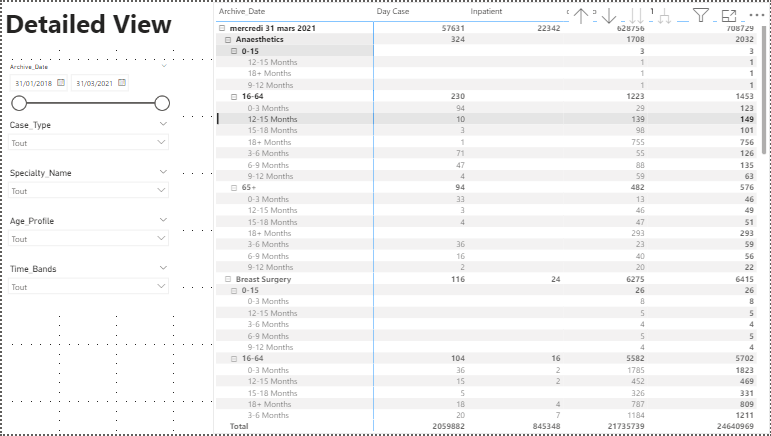 Detailed View
Archive_Date
31/01/2018 31/03/2021
Case_Type
Tout
Specialty_Name
Tout
Age_Profile
Tout
Time_Bands
Tout
Archive_Date Day Case Inpatient
mercredi 31 mars 2021 57631 22342 628756 708729
Anaesthetics 324 1708 2032
0-15 3 3
12-15 Months 1 1
18+ Months 1 1
9-12 Months 1 1
16-64 230 1223 1453
0-3 Months 94 29 123
12-15 Months 10 139 149
15-18 Months 3 98 101
18+ Months 1 755 756
3-6 Months 71 55 126
6-9 Months 47 88 135
9-12 Months 4 59 63
65+ 94 482 576
0-3 Months 33 13 46
12-15 Months 3 46 49
15-18 Months 4 47 51
18+ Months 293 293
3-6 Months 36 23 59
6-9 Months 16 40 56
9-12 Months 2 20 22
Breast Surgery 116 24 6275 6415
0-15 26 26
0-3 Months 8 8
12-15 Months 5 5
3-6 Months 4 4
6-9 Months 5 5
9-12 Months 4 4
16-64 104 16 5582 5702
0-3 Months 36 2 1785 1823
12-15 Months 15 2 452 469
15-18 Months 5 326 331
18+ Months 18 4 787 809
3-6 Months 20 7 1184 1211
Total 2059882 845348 21735739 24640969